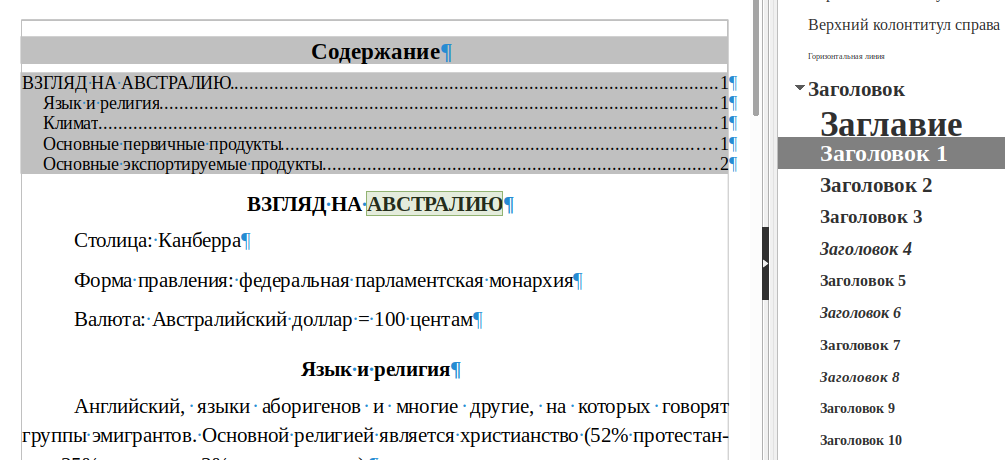 Содержание¶
ВЗГЛЯД·НА·АВСТРАЛИЮ........1¶
Язык·и·религия........1¶
Климат........1¶
Основные·первичные·продукты........1¶
Основные·экспортируемые·продукты........2¶
ВЗГЛЯД·НА·АВСТРАЛИЮ¶
Столица:·Канберра¶
Форма·правления:·федеральная·парламентская·монархия¶
Валюта:·Австралийский·доллар·=·100·центам¶
Язык·и·религия¶
Английский,·языки·аборигенов·и·многие·другие,·на·которых·говорят
группы·эмигрантов.·Основной·религией·является·христианство·(52%·протестан-
Верхний колонтитул справа
Горизонтальная линия
Заголовок
Заглавие
Заголовок 1
Заголовок 2
Заголовок 3
Заголовок 4
Заголовок 5
Заголовок 6
Заголовок 7
Заголовок 8
Заголовок 9
Заголовок 10